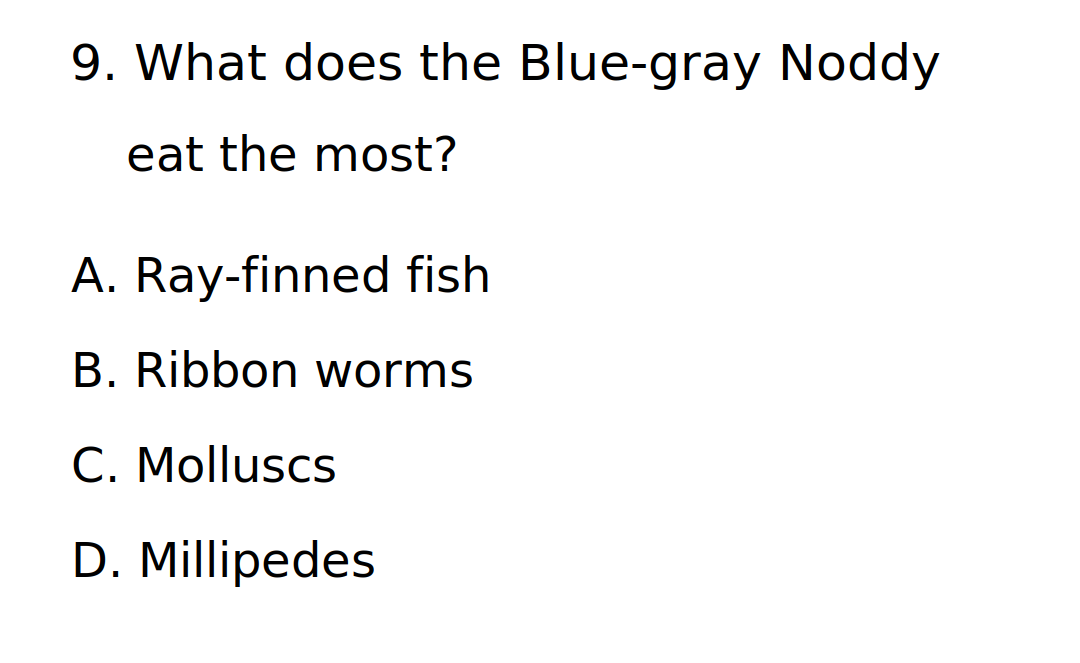 9. What does the Blue-gray Noddy
eat the most?
A. Ray-finned fish
B. Ribbon worms
C. Molluscs
D. Millipedes